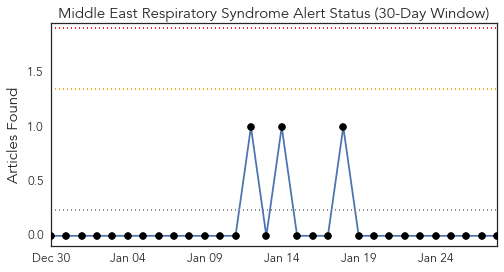 Middle East Respiratory Syndrome Alert Status (30-Day Window)
Articles Found
1.5
1.0
0.5
0.0
Dec 30 Jan 04 Jan 09 Jan 14 Jan 19 Jan 24